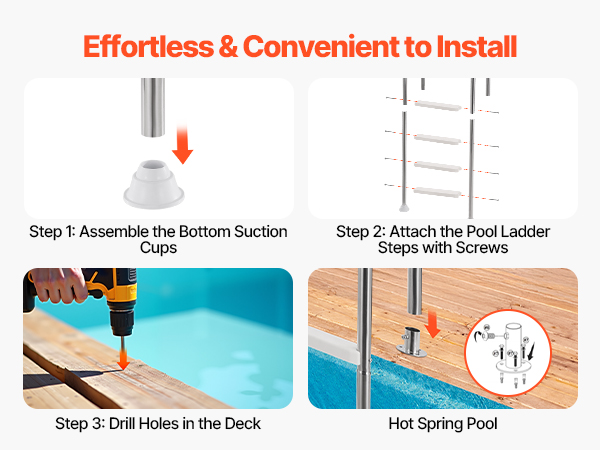 Effortless & Convenient to Install
Step 1: Assemble the Bottom Suction
Cups
Step 2: Attach the Pool Ladder
Steps with Screws
Step 3: Drill Holes in the Deck
Hot Spring Pool